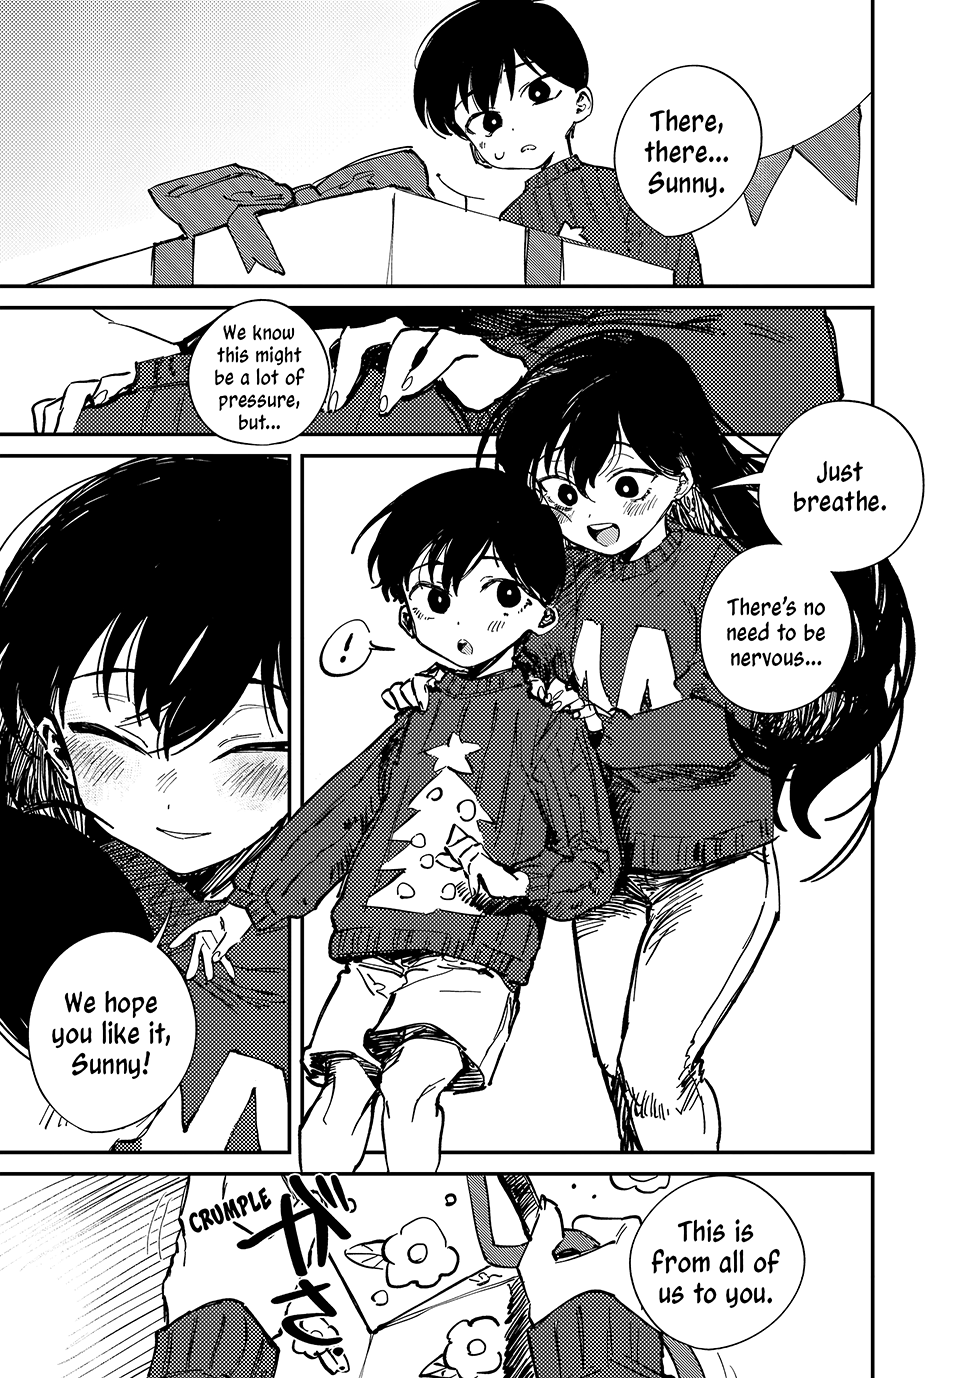 There,
there...
Sunny.
We know
this might
be a lot of
pressure,
but...
Just
breathe.
There's no
need to be
nervous...
!
We hope
you like it,
Sunny!
CRUMPLE
ガサ
This is
from all of
us to you.